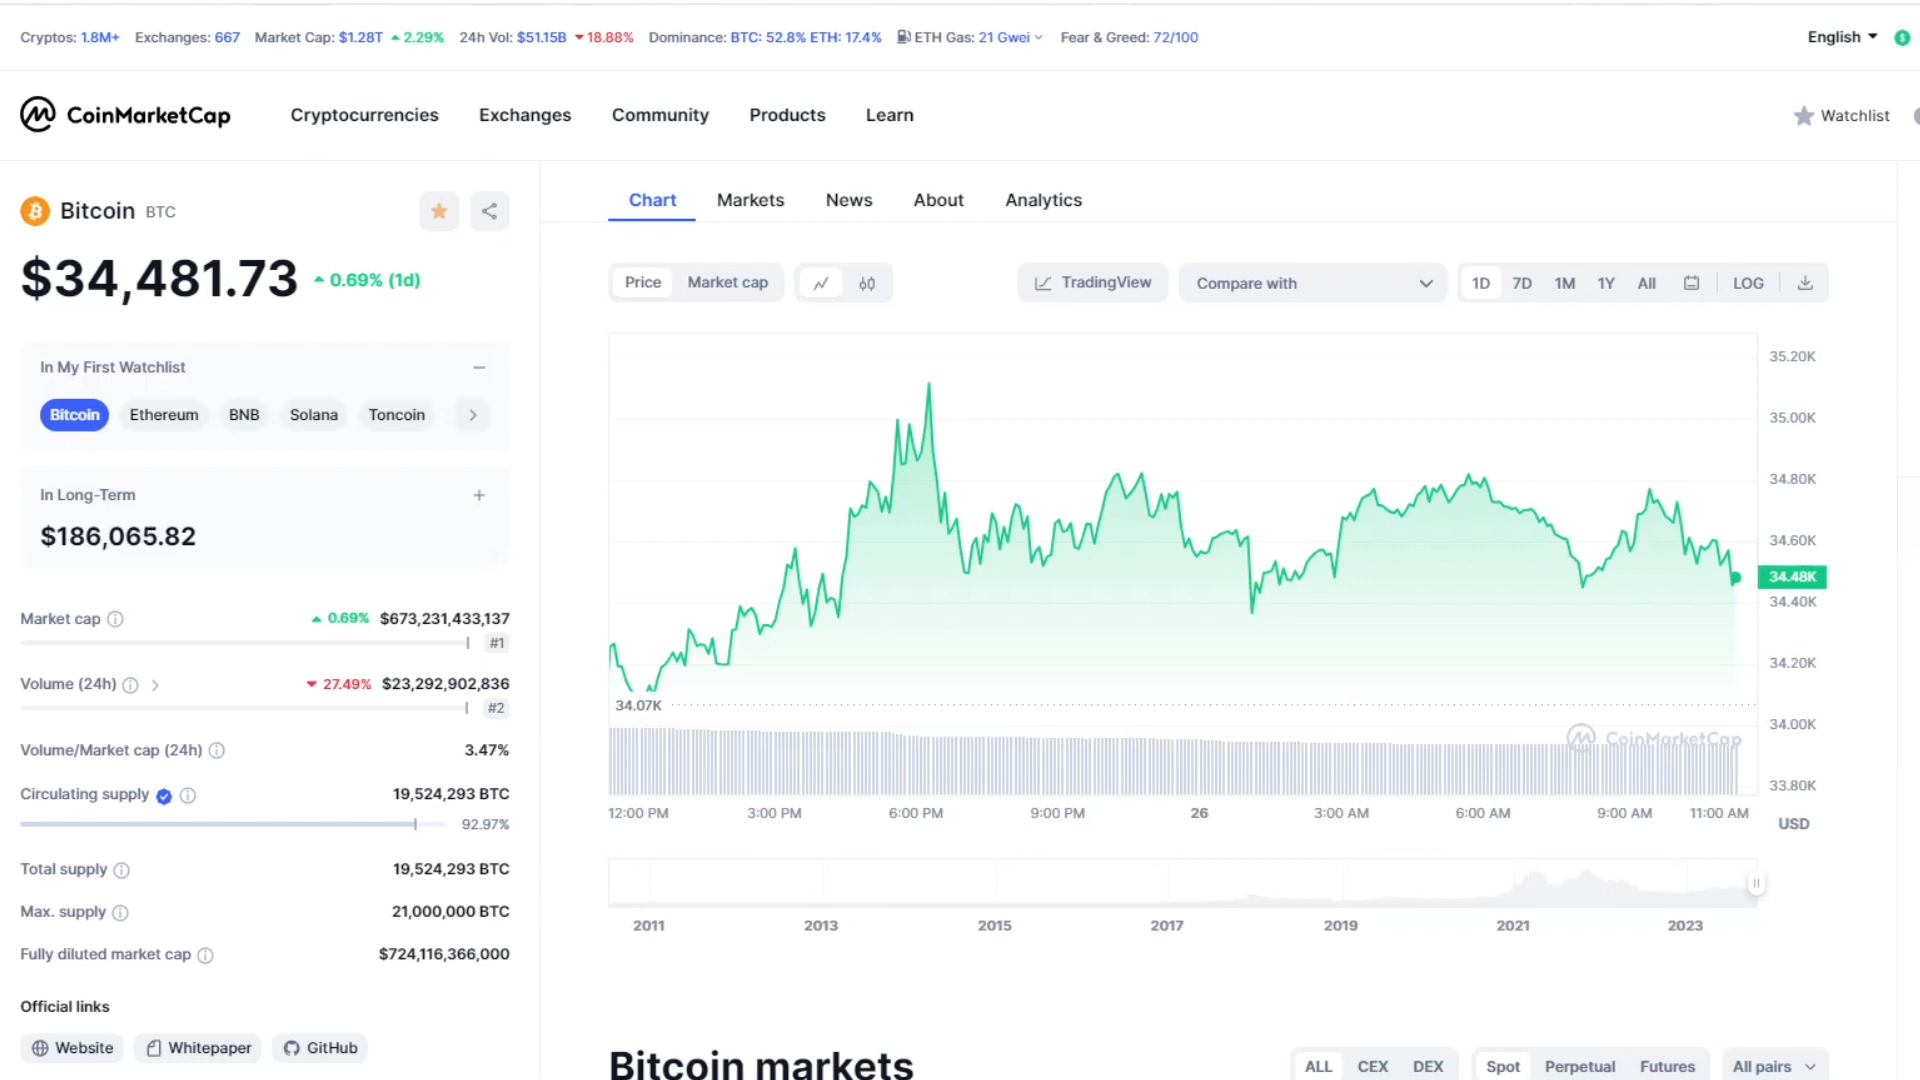 Cryptos: 1.8M+ Exchanges: 667 Market Cap: $1.28T 2.29% 24h Vol: $51.15B 18.88% Dominance: BTC: 52.8% ETH: 17.4% ETH Gas: 21 Gwei Fear & Greed: 72/100 English
CoinMarketCap Cryptocurrencies Exchanges Community Products Learn Watchlist
Bitcoin BTC
$34,481.73 0.69% (1d)
In My First Watchlist
Bitcoin Ethereum BNB Solana Toncoin
In Long-Term
$186,065.82
Market cap 0.69% $673,231,433,137
#1
Volume (24h) 27.49% $23,292,902,836
#2
Volume/Market cap (24h) 3.47%
Circulating supply 19,524,293 BTC
92.97%
Total supply 19,524,293 BTC
Max. supply 21,000,000 BTC
Fully diluted market cap $724,116,366,000
Official links
Website Whitepaper GitHub
Chart Markets News About Analytics
Price Market cap TradingView Compare with 1D 7D 1M 1Y All LOG
35.20K
35.00K
34.80K
34.60K
34.48K
34.40K
34.20K
34.07K
34.00K
CoinMarketCap
33.80K
12:00 PM 3:00 PM 6:00 PM 9:00 PM 26 3:00 AM 6:00 AM 9:00 AM 11:00 AM
USD
2011 2013 2015 2017 2019 2021 2023
Bitcoin markets ALL CEX DEX Spot Perpetual Futures All pairs